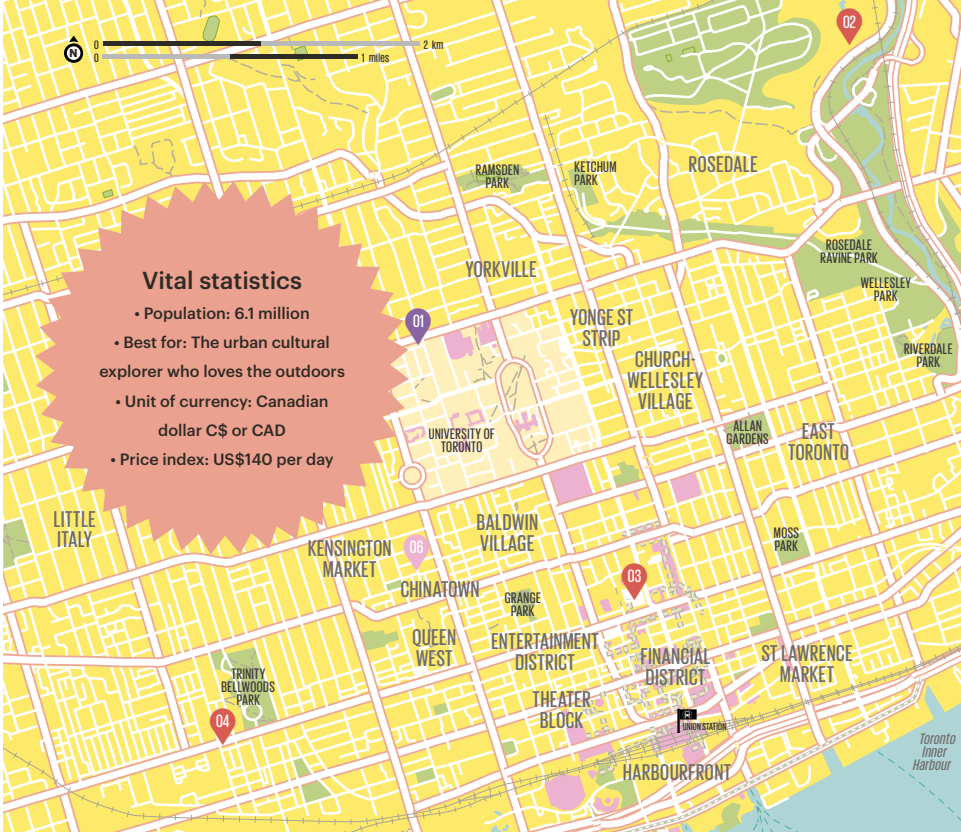 N
0
2 km
0
1 miles
02
RAMSDEN
PARK
KETCHUM
PARK
ROSEDALE
ROSEDALE
RAVINE PARK
YORKVILLE
Vital statistics
• Population: 6.1 million
• Best for: The urban cultural
explorer who loves the outdoors
• Unit of currency: Canadian
dollar C$ or CAD
• Price index: US$140 per day
WELLESLEY
PARK
01
YONGE ST
STRIP
RIVERDALE
PARK
CHURCH-
WELLESLEY
VILLAGE
UNIVERSITY OF
TORONTO
ALLAN
GARDENS
EAST
TORONTO
LITTLE
ITALY
BALDWIN
VILLAGE
KENSINGTON
MARKET
06
MOSS
PARK
CHINATOWN
03
GRANGE
PARK
QUEEN
WEST
ENTERTAINMENT
DISTRICT
FINANCIAL
DISTRICT
ST LAWRENCE
MARKET
TRINITY
BELLWOODS
PARK
THEATER
BLOCK
04
UNION STATION
Toronto
Inner
Harbour
HARBOURFRONT